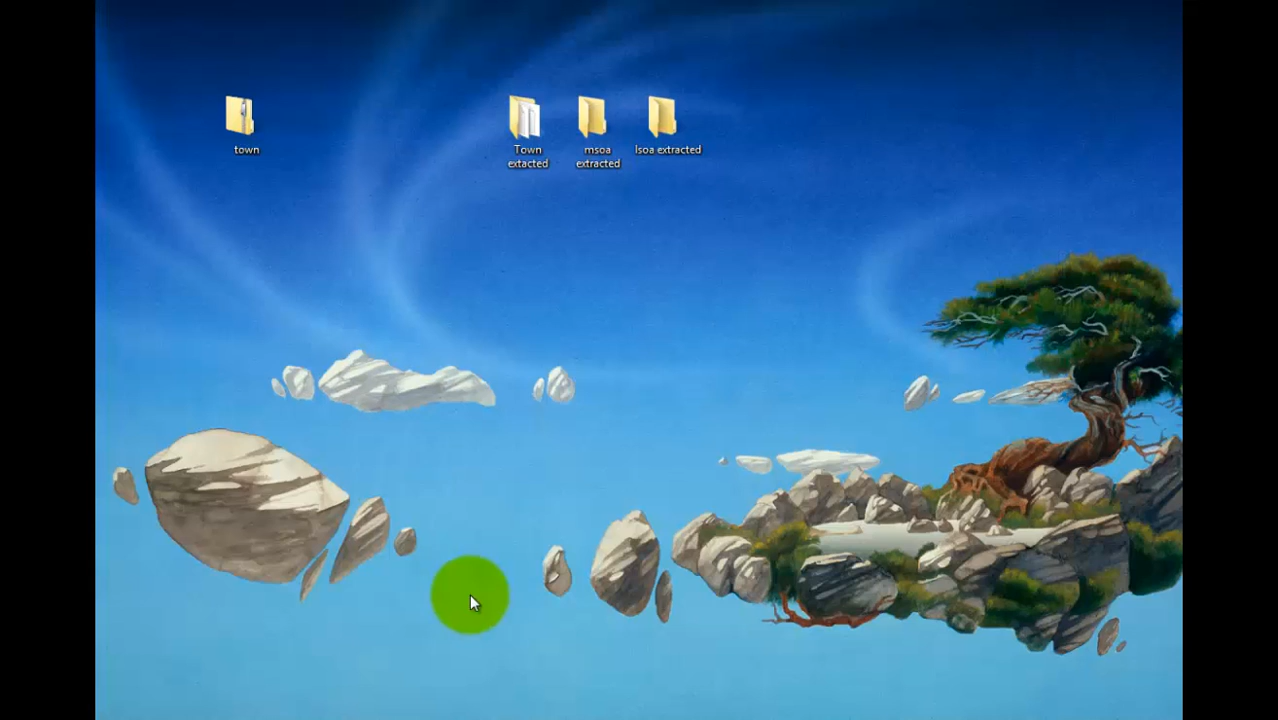 town
Town
extacted
msoa
extracted
lsoa extracted